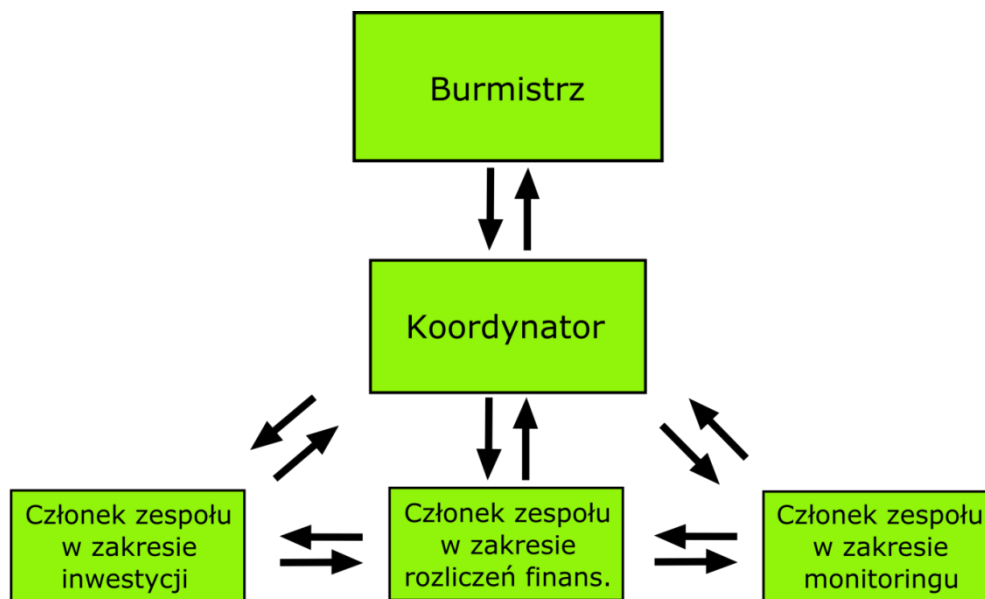 Burmistrz
Koordynator
Członek zespołu
w zakresie
inwestycji
Członek zespołu
w zakresie
rozliczeń finans.
Członek zespołu
w zakresie
monitoringu